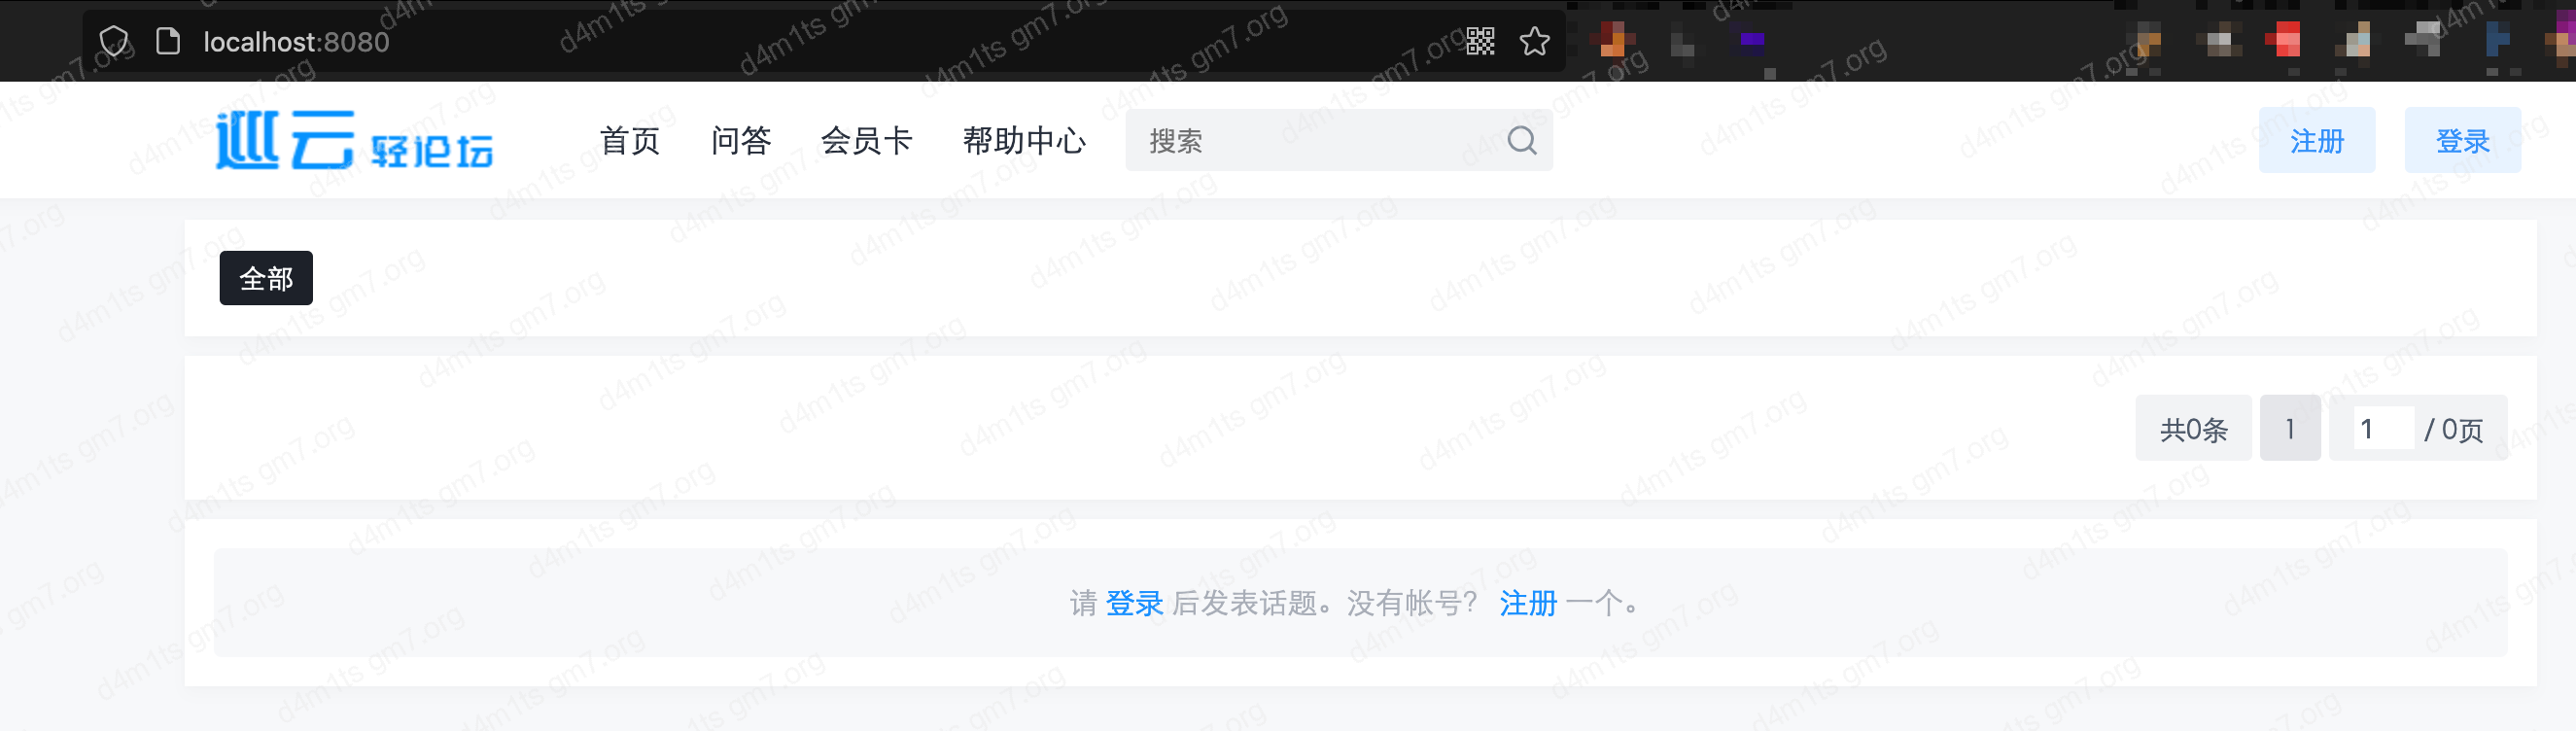 localhost:8080
巡云 轻论坛 首页 问答 会员卡 帮助中心 搜索 注册 登录
全部
共0条 1 1 / 0页
请 登录 后发表话题。没有帐号? 注册 一个。
d4m1ts gm7.org